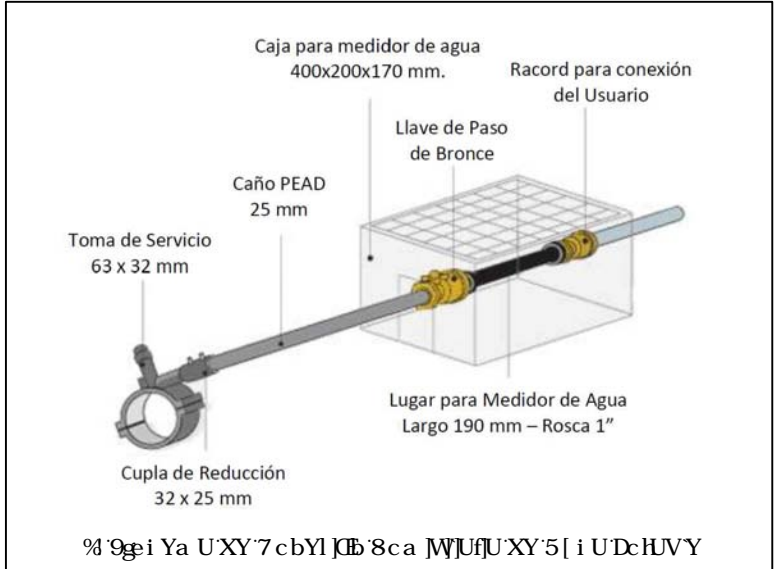 Caja para medidor de agua
400x200x170 mm.
Racord para conexión
del Usuario
Llave de Paso
de Bronce
Caño PEAD
25 mm
Toma de Servicio
63 x 32 mm
Lugar para Medidor de Agua
Largo 190 mm – Rosca 1"
Cupla de Reducción
32 x 25 mm